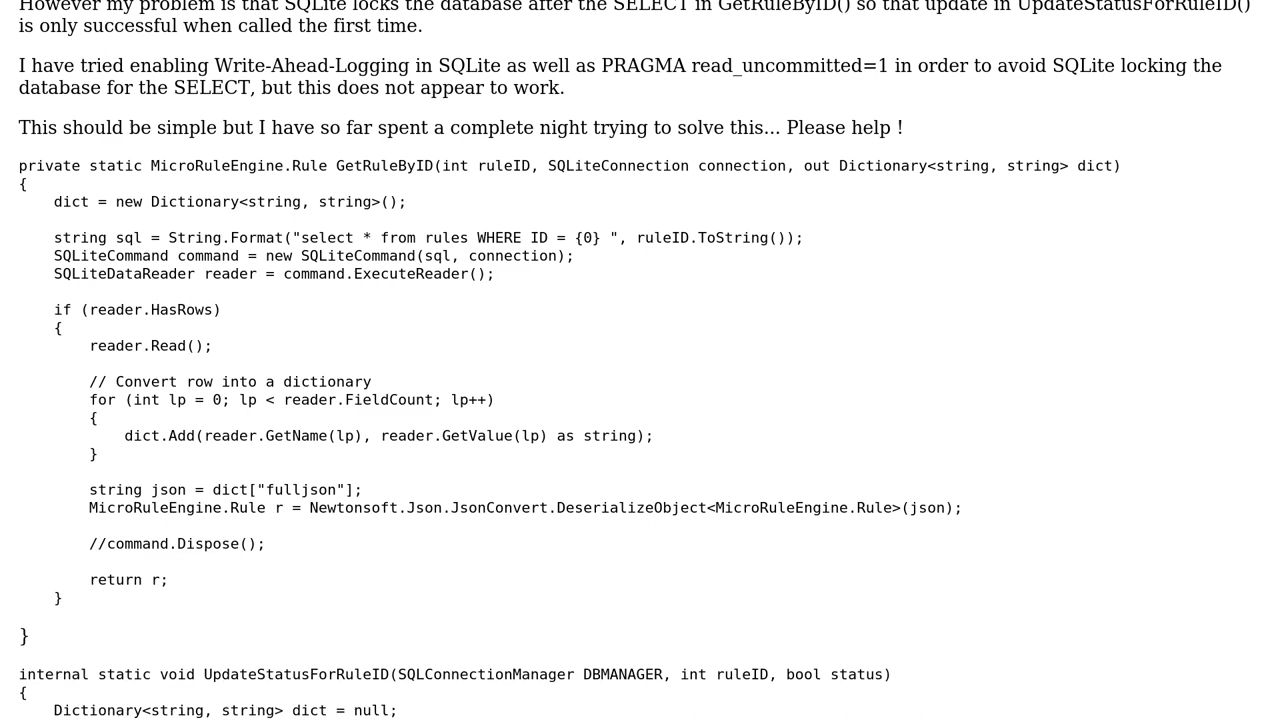 However my problem is that SQLite locks the database after the SELECT in GetRuleByID() so that update in UpdateStatusForRuleID()
is only successful when called the first time.
I have tried enabling Write-Ahead-Logging in SQLite as well as PRAGMA read_uncommitted=1 in order to avoid SQLite locking the
database for the SELECT, but this does not appear to work.
This should be simple but I have so far spent a complete night trying to solve this... Please help !
private static MicroRuleEngine.Rule GetRuleByID(int ruleID, SQLiteConnection connection, out Dictionary<string, string> dict)
{
    dict = new Dictionary<string, string>();
    string sql = String.Format("select * from rules WHERE ID = {0} ", ruleID.ToString());
    SQLiteCommand command = new SQLiteCommand(sql, connection);
    SQLiteDataReader reader = command.ExecuteReader();
    if (reader.HasRows)
    {
        reader.Read();
        // Convert row into a dictionary
        for (int lp = 0; lp < reader.FieldCount; lp++)
        {
            dict.Add(reader.GetName(lp), reader.GetValue(lp) as string);
        }
        string json = dict["fulljson"];
        MicroRuleEngine.Rule r = Newtonsoft.Json.JsonConvert.DeserializeObject<MicroRuleEngine.Rule>(json);
        //command.Dispose();
        return r;
    }
}
internal static void UpdateStatusForRuleID(SQLConnectionManager DBMANAGER, int ruleID, bool status)
{
    Dictionary<string, string> dict = null;